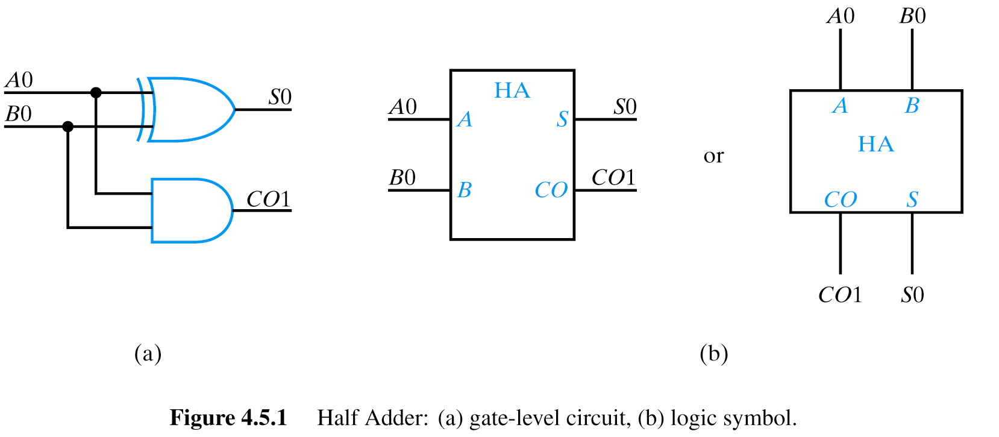 A0
B0
S0
CO1
(a)
A0
B0
HA
A
B
S
CO
S0
CO1
or
A0 B0
A B
HA
CO S
CO1 S0
(b)
Figure 4.5.1 Half Adder: (a) gate-level circuit, (b) logic symbol.